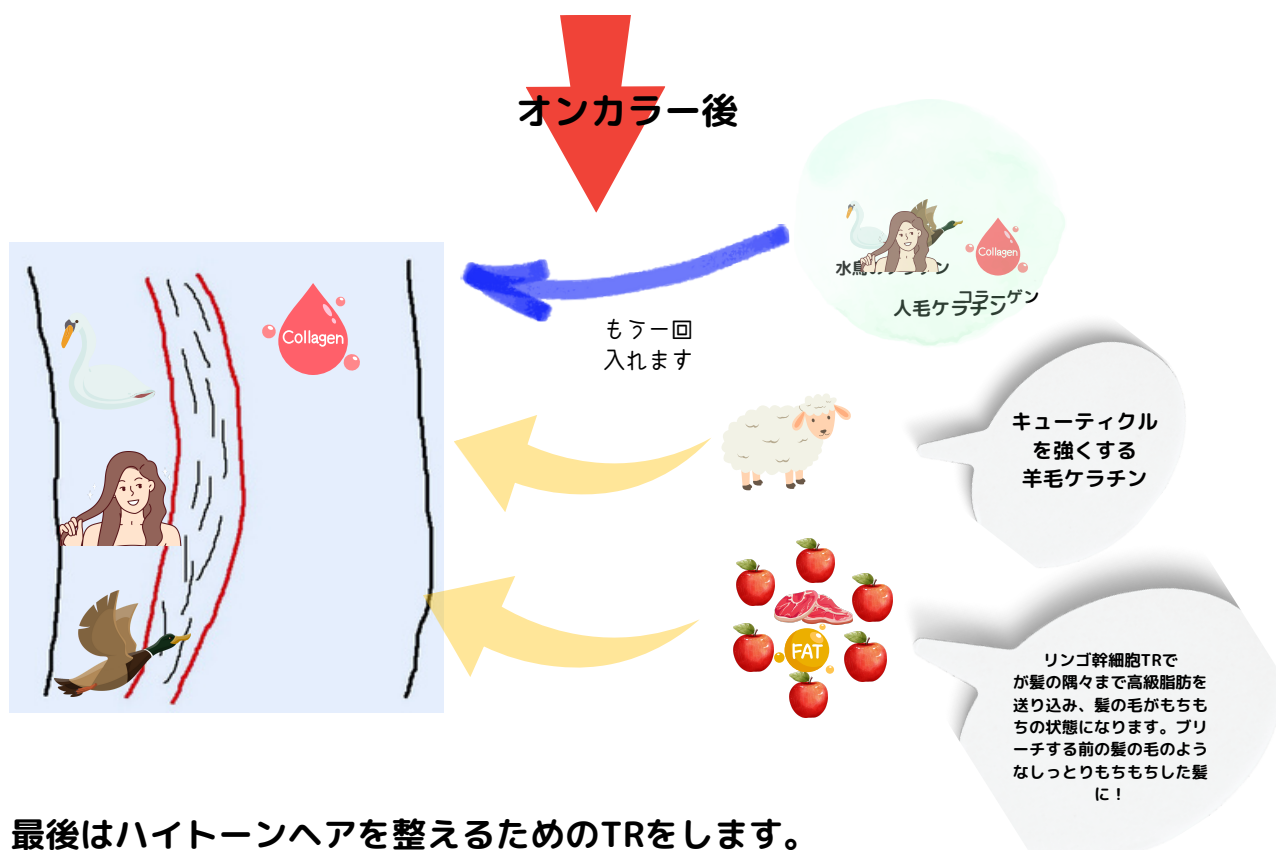 オンカラー後
コラーゲン
人毛ケラチン
Collagen
もう一回
入れます
Collagen
キューティクル
を強くする
羊毛ケラチン
FAT
リンゴ幹細胞TRで
が髪の隅々まで高級脂肪を
送り込み、髪の毛がもちも
ちの状態になります。ブリ
ーチする前の髪の毛のよう
なしっとりもちもちした髪
に！
最後はハイトーンヘアを整えるためのTRをします。